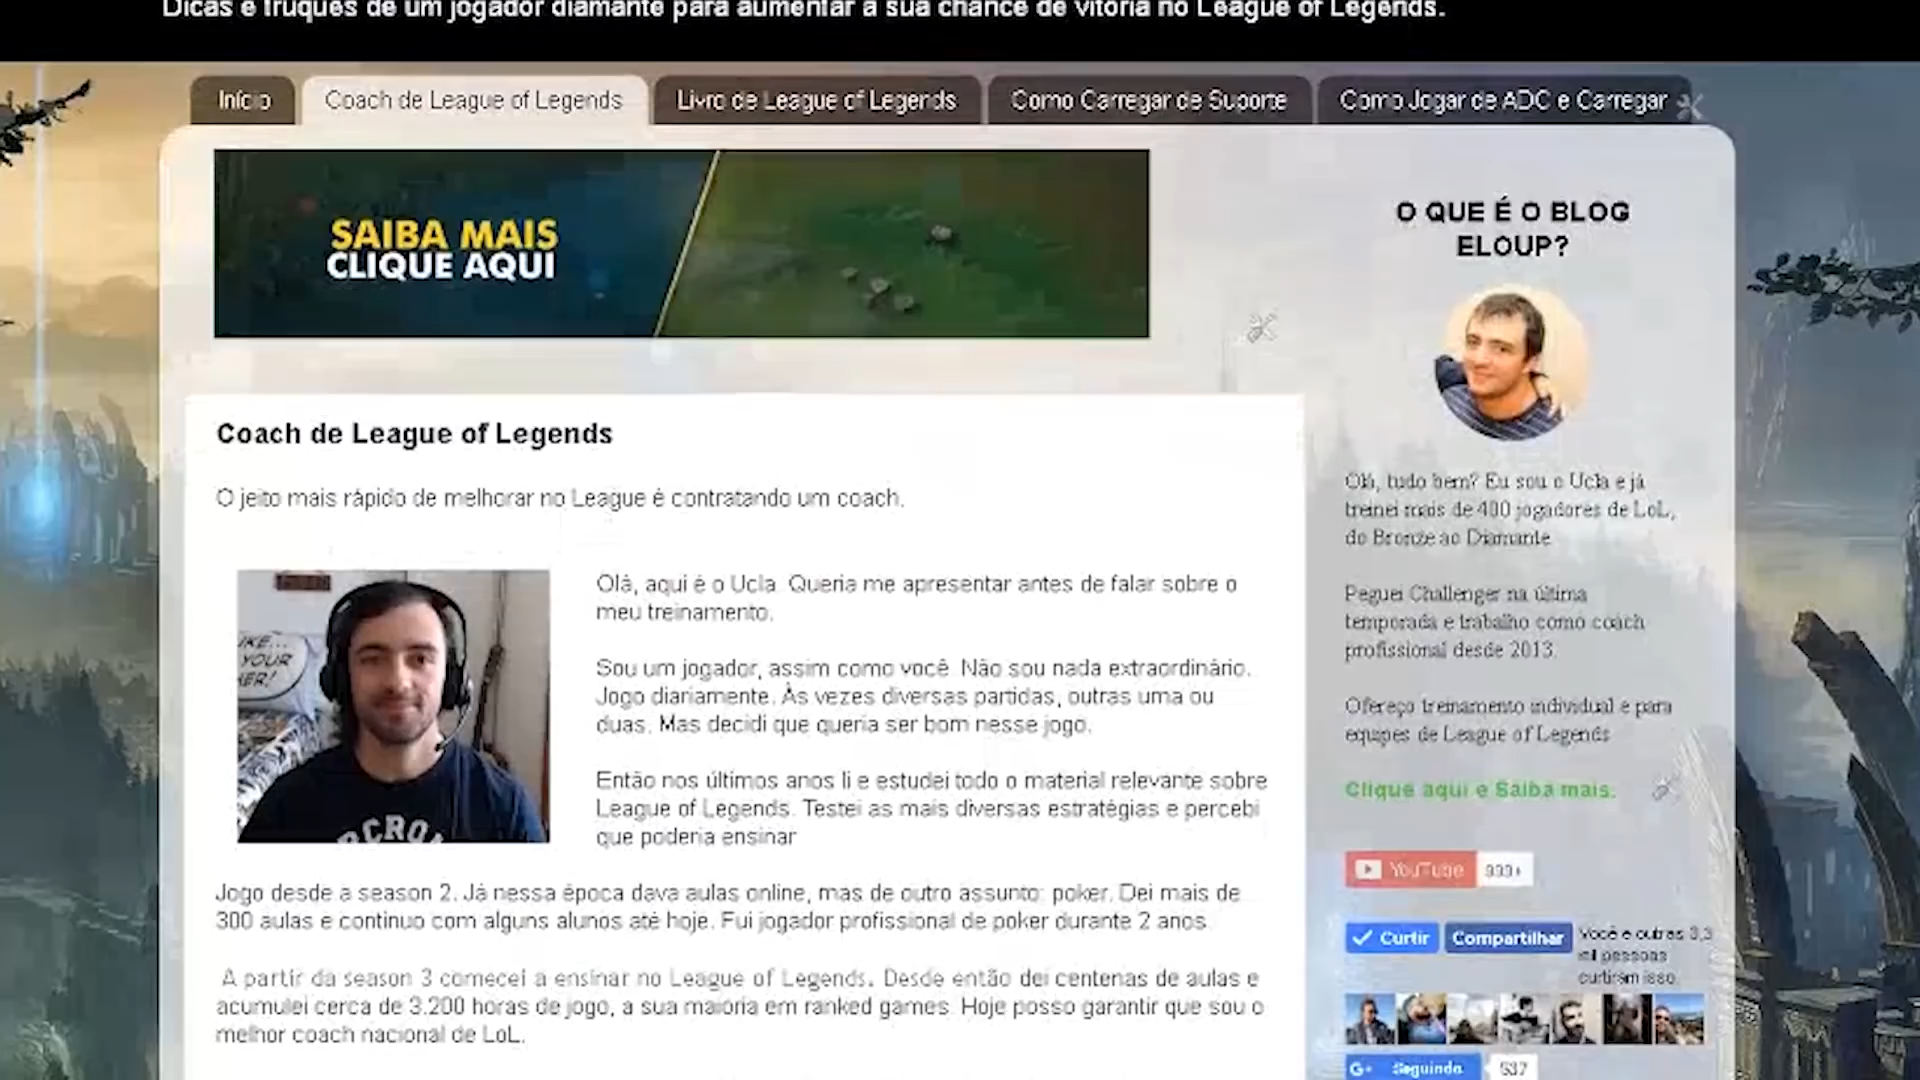 Dicas e truques de um jogador diamante para aumentar a sua chance de vitória no League of Legends.
Início
Coach de League of Legends
Livro de League of Legends
Como Carregar de Suporte
Como Jogar de ADC e Carregar
SAIBA MAIS
CLIQUE AQUI
Coach de League of Legends
O jeito mais rápido de melhorar no League é contratando um coach.
KE...
YOUR
HER!
CRO
Olá, aqui é o Ucla. Queria me apresentar antes de falar sobre o
meu treinamento.
Sou um jogador, assim como você. Não sou nada extraordinário.
Jogo diariamente. Às vezes diversas partidas, outras uma ou
duas. Mas decidi que queria ser bom nesse jogo.
Então nos últimos anos li e estudei todo o material relevante sobre
League of Legends. Testei as mais diversas estratégias e percebi
que poderia ensinar
Jogo desde a season 2. Já nessa época dava aulas online, mas de outro assunto: poker. Dei mais de
300 aulas e continuo com alguns alunos até hoje. Fui jogador profissional de poker durante 2 anos.
A partir da season 3 comecei a ensinar no League of Legends. Desde então dei centenas de aulas e
acumulei cerca de 3.200 horas de jogo, a sua maioria em ranked games. Hoje posso garantir que sou o
melhor coach nacional de LoL.
O QUE É O BLOG
ELOUP?
Olá, tudo bem? Eu sou o Ucla e já
treinei mais de 400 jogadores de LoL,
do Bronze ao Diamante.
Peguei Challenger na última
temporada e trabalho como coach
profissional desde 2013.
Ofereço treinamento individual e para
equipes de League of Legends
Clique aqui e Saiba mais.
YouTube 999+
Curtir Compartilhar Você e outras 3,3
mil pessoas
curtiram isso.
G+ Seguindo 537